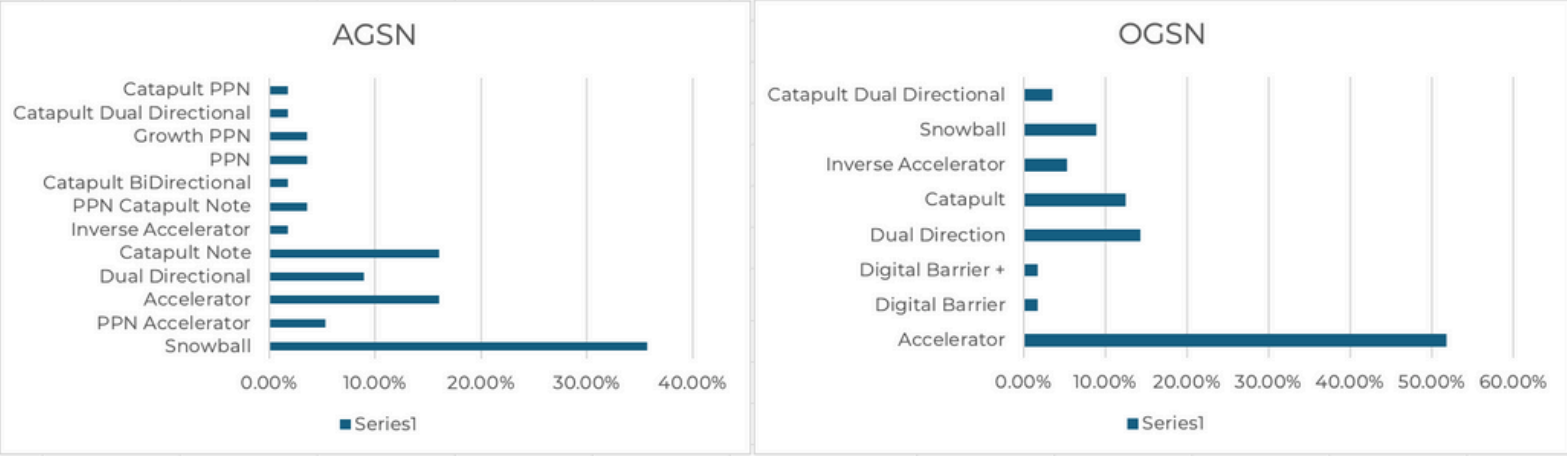 AGSN
Catapult PPN
Catapult Dual Directional
Growth PPN
PPN
Catapult BiDirectional
PPN Catapult Note
Inverse Accelerator
Catapult Note
Dual Directional
Accelerator
PPN Accelerator
Snowball
0.00% 10.00% 20.00% 30.00% 40.00%
Series1
OGSN
Catapult Dual Directional
Snowball
Inverse Accelerator
Catapult
Dual Direction
Digital Barrier +
Digital Barrier
Accelerator
0.00% 10.00% 20.00% 30.00% 40.00% 50.00% 60.00%
Series1